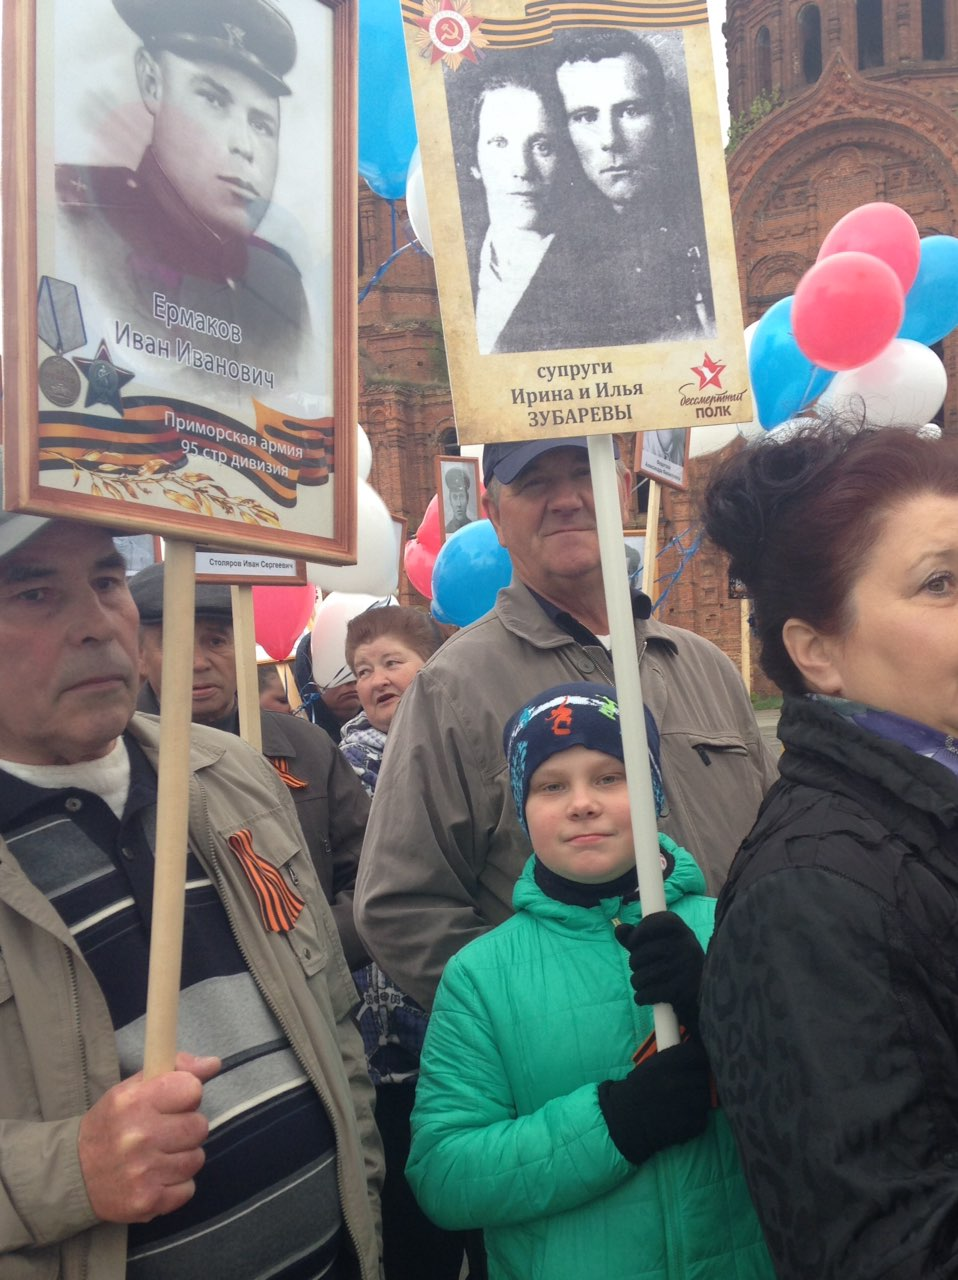 Ермаков
Иван Иванович
Приморская армия
95 стр дивизия
супруги
Ирина и Илья
ЗУБАРЕВЫ
бессмертный
ПОЛК
Столяров Иван Сергеевич